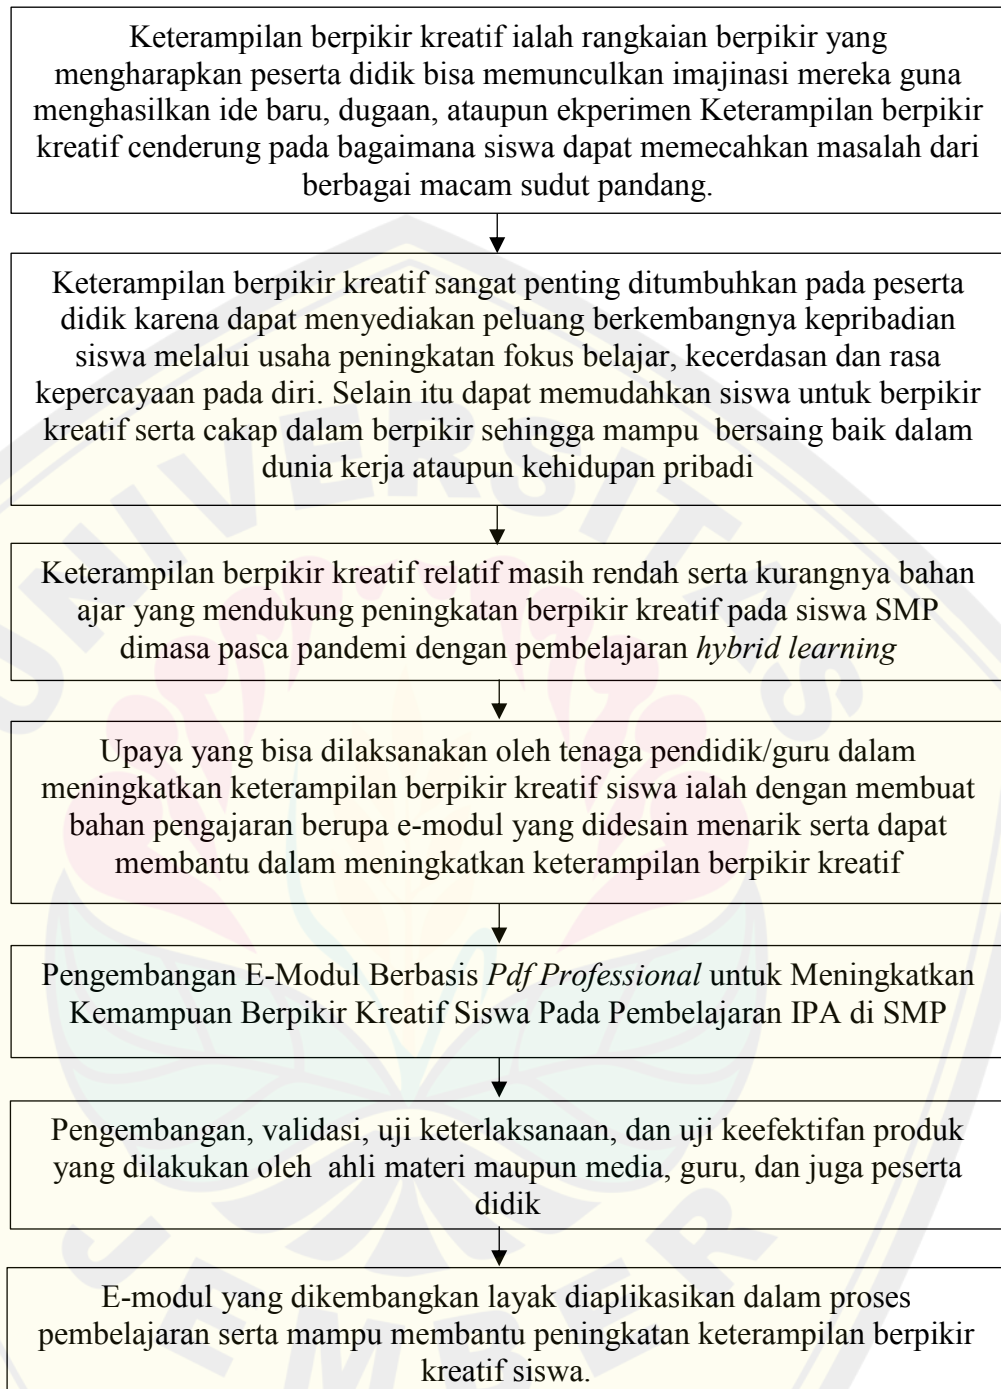 Keterampilan berpikir kreatif ialah rangkaian berpikir yang
mengharapkan peserta didik bisa memunculkan imajinasi mereka guna
menghasilkan ide baru, dugaan, ataupun ekperimen Keterampilan berpikir
kreatif cenderung pada bagaimana siswa dapat memecahkan masalah dari
berbagai macam sudut pandang.
Keterampilan berpikir kreatif sangat penting ditumbuhkan pada peserta
didik karena dapat menyediakan peluang berkembangnya kepribadian
siswa melalui usaha peningkatan fokus belajar, kecerdasan dan rasa
kepercayaan pada diri. Selain itu dapat memudahkan siswa untuk berpikir
kreatif serta cakap dalam berpikir sehingga mampu bersaing baik dalam
dunia kerja ataupun kehidupan pribadi
Keterampilan berpikir kreatif relatif masih rendah serta kurangnya bahan
ajar yang mendukung peningkatan berpikir kreatif pada siswa SMP
dimasa pasca pandemi dengan pembelajaran hybrid learning
Upaya yang bisa dilaksanakan oleh tenaga pendidik/guru dalam
meningkatkan keterampilan berpikir kreatif siswa ialah dengan membuat
bahan pengajaran berupa e-modul yang didesain menarik serta dapat
membantu dalam meningkatkan keterampilan berpikir kreatif
Pengembangan E-Modul Berbasis Pdf Professional untuk Meningkatkan
Kemampuan Berpikir Kreatif Siswa Pada Pembelajaran IPA di SMP
Pengembangan, validasi, uji keterlaksanaan, dan uji keefektifan produk
yang dilakukan oleh ahli materi maupun media, guru, dan juga peserta
didik
E-modul yang dikembangkan layak diaplikasikan dalam proses
pembelajaran serta mampu membantu peningkatan keterampilan berpikir
kreatif siswa.
UNIVERSITAS
JEMBER